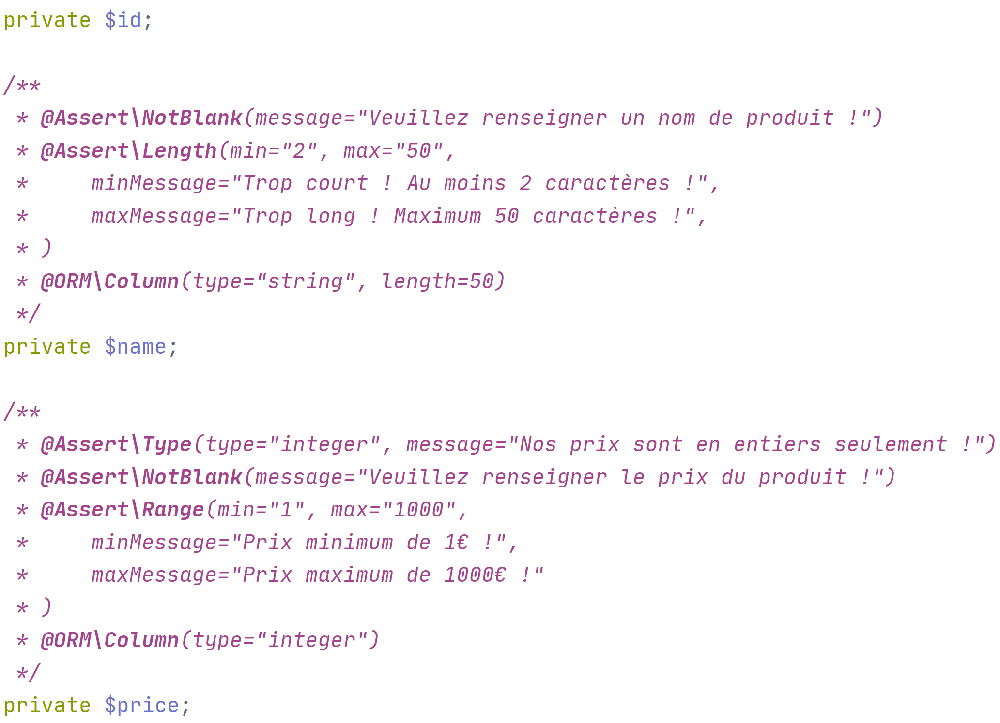 private $id;

/**
 * @Assert\NotBlank(message="Veuillez renseigner un nom de produit !")
 * @Assert\Length(min="2", max="50",
 *     minMessage="Trop court ! Au moins 2 caractères !",
 *     maxMessage="Trop long ! Maximum 50 caractères !",
 * )
 * @ORM\Column(type="string", length=50)
 */
private $name;

/**
 * @Assert\Type(type="integer", message="Nos prix sont en entiers seulement !")
 * @Assert\NotBlank(message="Veuillez renseigner le prix du produit !")
 * @Assert\Range(min="1", max="1000",
 *     minMessage="Prix minimum de 1€ !",
 *     maxMessage="Prix maximum de 1000€ !"
 * )
 * @ORM\Column(type="integer")
 */
private $price;